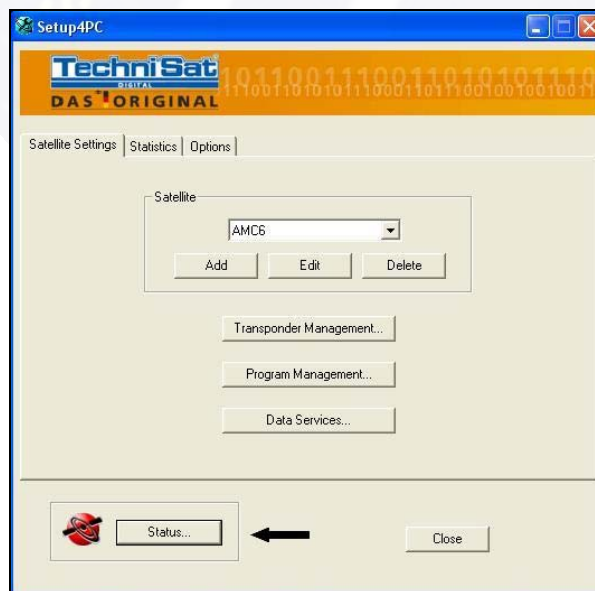 Setup4PC
TechniSat
DIGITAL
DAS ORIGINAL
Satellite Settings Statistics Options
Satellite
AMC6
Add Edit Delete
Transponder Management...
Program Management...
Data Services...
Status... Close